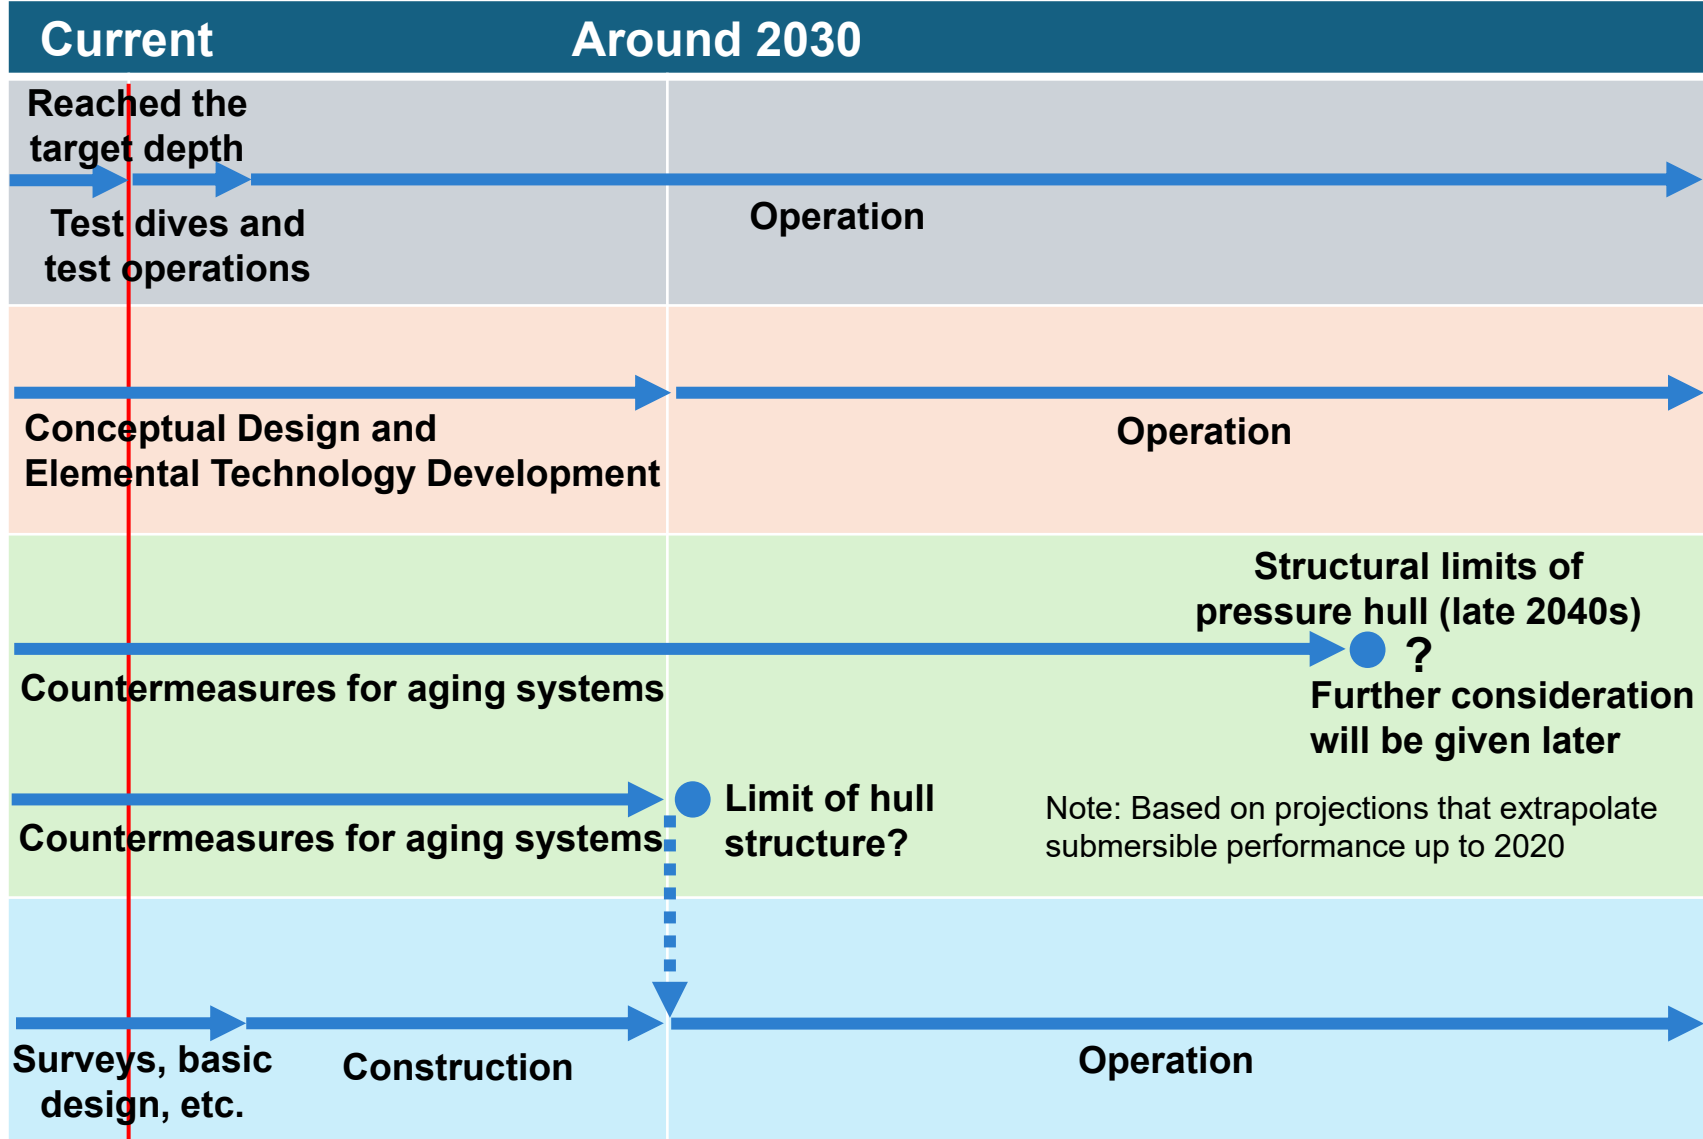 Current
Around 2030
Reached the
target depth
Test dives and
test operations
Operation
Conceptual Design and
Elemental Technology Development
Operation
Structural limits of
pressure hull (late 2040s)
?
Countermeasures for aging systems
Further consideration
will be given later
Limit of hull
structure?
Countermeasures for aging systems
Note: Based on projections that extrapolate
submersible performance up to 2020
Surveys, basic
design, etc.
Construction
Operation